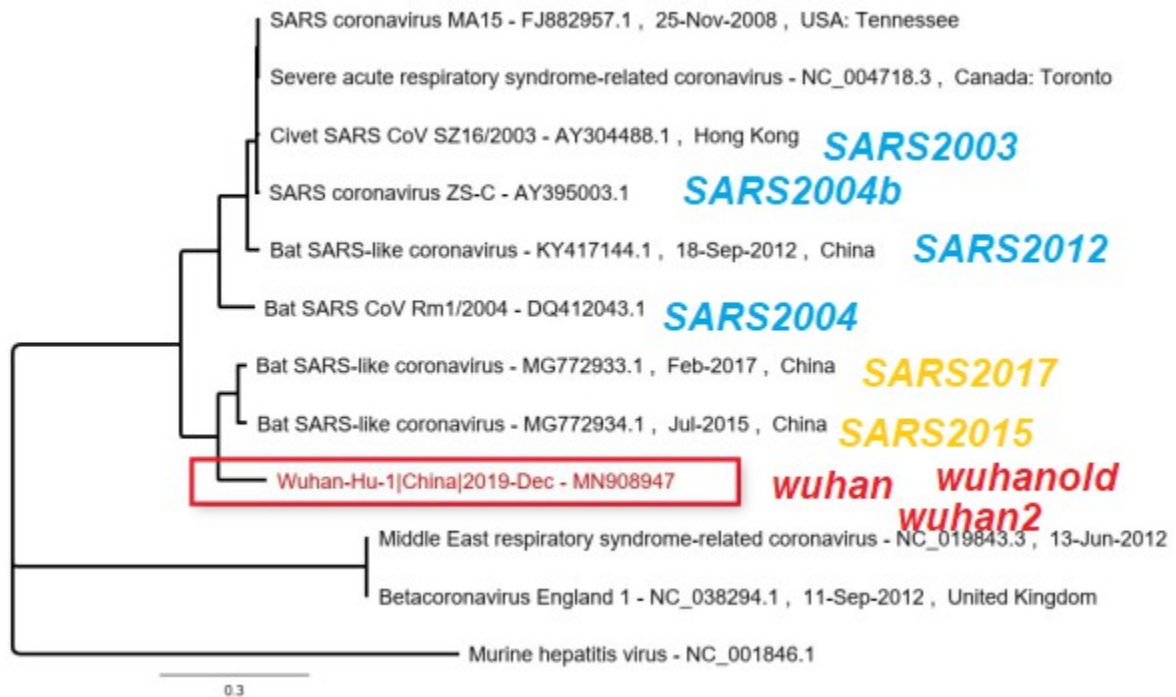 SARS coronavirus MA15 - FJ882957.1 , 25-Nov-2008 , USA: Tennessee
Severe acute respiratory syndrome-related coronavirus - NC_004718.3 , Canada: Toronto
Civet SARS CoV SZ16/2003 - AY304488.1 , Hong Kong SARS2003
SARS coronavirus ZS-C - AY395003.1 SARS2004b
Bat SARS-like coronavirus - KY417144.1 , 18-Sep-2012 , China SARS2012
Bat SARS CoV Rm1/2004 - DQ412043.1 SARS2004
Bat SARS-like coronavirus - MG772933.1 , Feb-2017 , China SARS2017
Bat SARS-like coronavirus - MG772934.1 , Jul-2015 , China SARS2015
Wuhan-Hu-1|China|2019-Dec - MN908947 wuhan wuhanold
wuhan2
Middle East respiratory syndrome-related coronavirus - NC_019843.3 , 13-Jun-2012
Betacoronavirus England 1 - NC_038294.1 , 11-Sep-2012 , United Kingdom
Murine hepatitis virus - NC_001846.1
0.3